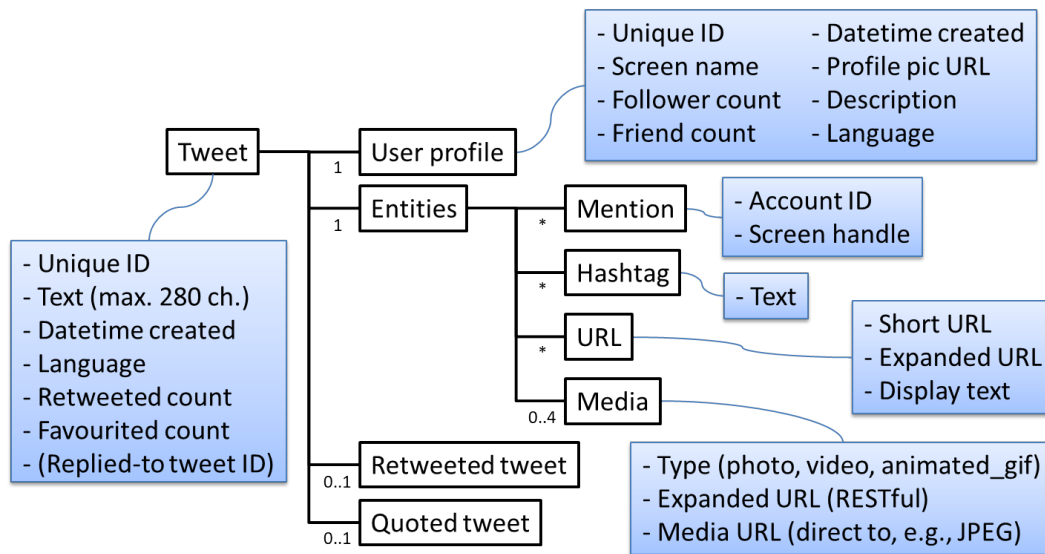 - Unique ID
- Screen name
- Follower count
- Friend count
- Datetime created
- Profile pic URL
- Description
- Language
Tweet
User profile
1
Entities
1
Mention
*
- Account ID
- Screen handle
Hashtag
*
- Text
URL
*
- Short URL
- Expanded URL
- Display text
Media
0..4
- Type (photo, video, animated_gif)
- Expanded URL (RESTful)
- Media URL (direct to, e.g., JPEG)
- Unique ID
- Text (max. 280 ch.)
- Datetime created
- Language
- Retweeted count
- Favourited count
- (Replied-to tweet ID)
Retweeted tweet
0..1
Quoted tweet
0..1